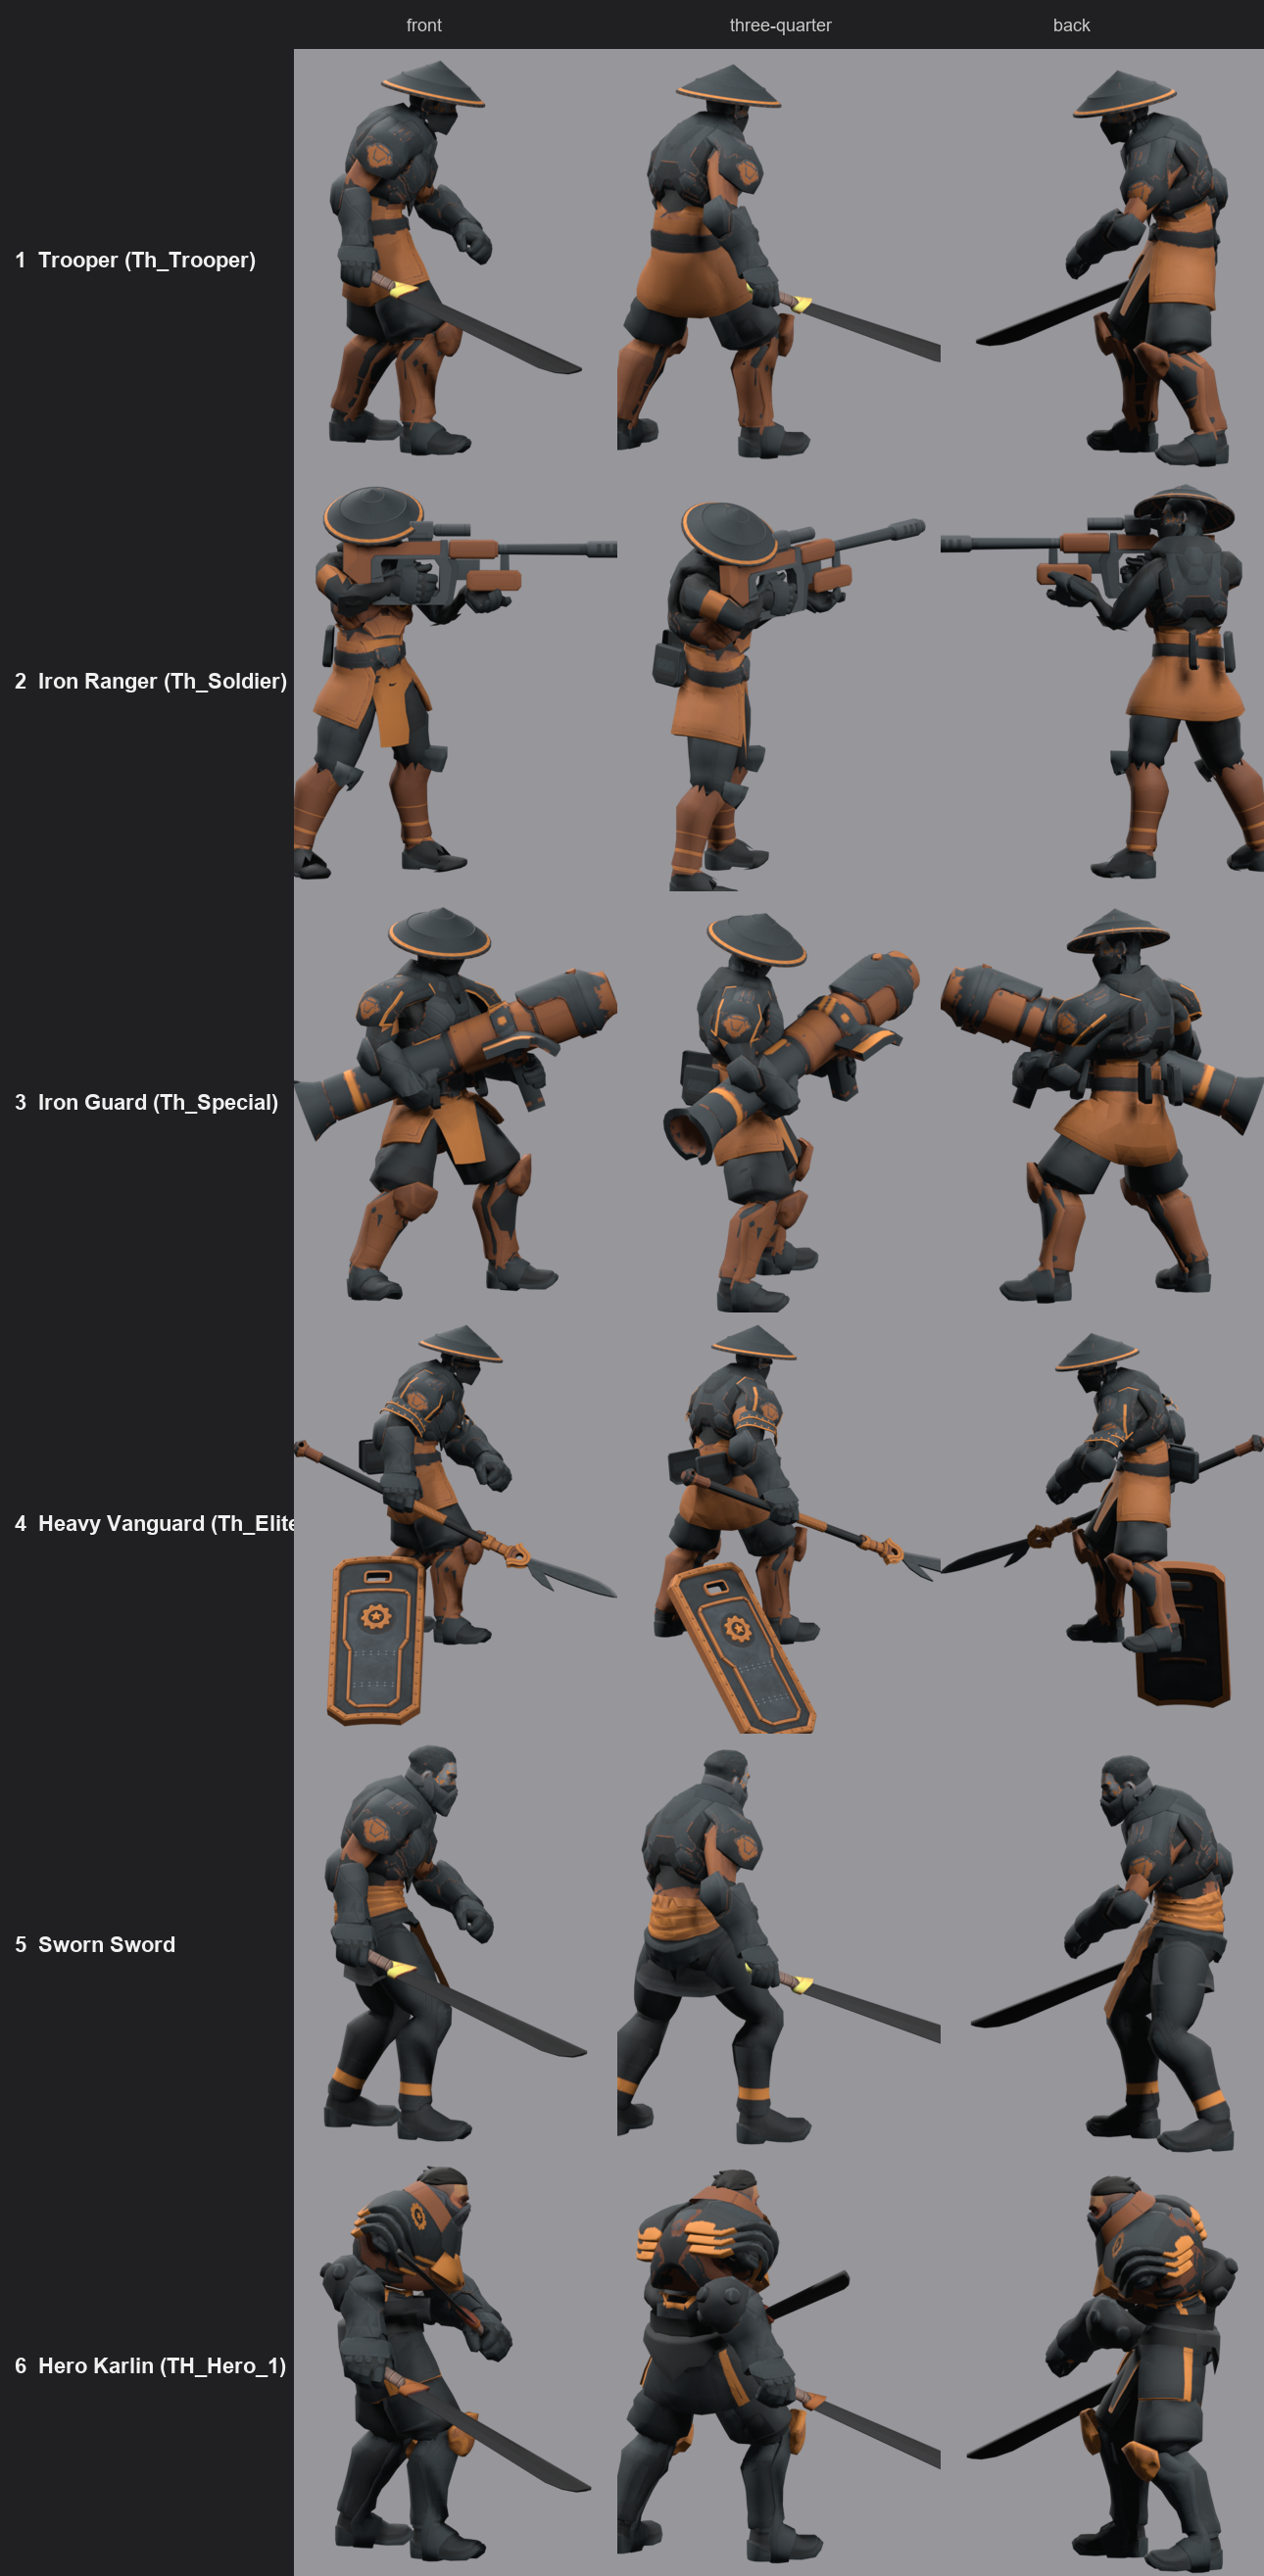 front three-quarter back
1 Trooper (Th_Trooper)
2 Iron Ranger (Th_Soldier)
3 Iron Guard (Th_Special)
4 Heavy Vanguard (Th_Elite
5 Sworn Sword
6 Hero Karlin (TH_Hero_1)